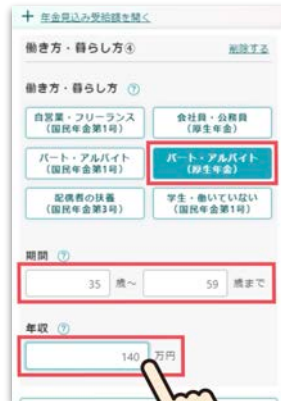 + 年金見込み受給額を開く
働き方・暮らし方④ 削除する
働き方・暮らし方 ?
自営業・フリーランス
(国民年金第1号)
会社員・公務員
(厚生年金)
パート・アルバイト
(国民年金第1号)
パート・アルバイト
(厚生年金)
配偶者の扶養
(国民年金第3号)
学生・働いていない
(国民年金第1号)
期間 ?
35 歳~ 59 歳まで
年収 ?
140 万円